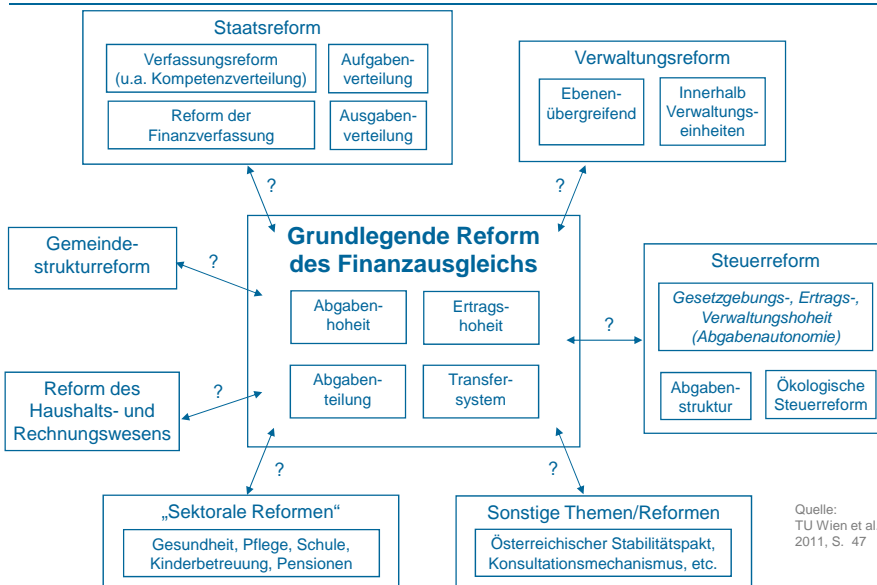 Staatsreform
Verfassungsreform
(u.a. Kompetenzverteilung)
Aufgaben-
verteilung
Reform der
Finanzverfassung
Ausgaben-
verteilung
Verwaltungsreform
Ebenen-
übergreifend
Innerhalb
Verwaltungs-
einheiten
?
?
Gemeinde-
strukturreform
?
Grundlegende Reform
des Finanzausgleichs
Abgaben-
hoheit
Ertrags-
hoheit
Abgaben-
teilung
Transfer-
system
?
Steuerreform
Gesetzgebungs-, Ertrags-,
Verwaltungshoheit
(Abgabenautonomie)
Abgaben-
struktur
Ökologische
Steuerreform
Reform des
Haushalts- und
Rechnungswesens
?
?
?
„Sektorale Reformen“
Gesundheit, Pflege, Schule,
Kinderbetreuung, Pensionen
Sonstige Themen/Reformen
Österreichischer Stabilitätspakt,
Konsultationsmechanismus, etc.
Quelle:
TU Wien et al.
2011, S. 47